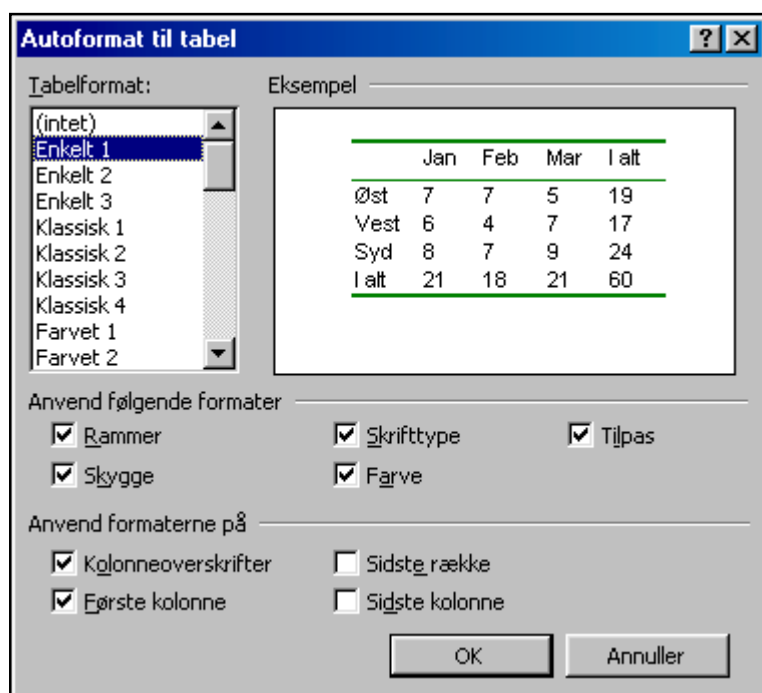 Autoformat til tabel
Tabelformat:
(intet)
Enkelt 1
Enkelt 2
Enkelt 3
Klassisk 1
Klassisk 2
Klassisk 3
Klassisk 4
Farvet 1
Farvet 2
Eksempel
Jan Feb Mar I alt
Øst 7 7 5 19
Vest 6 4 7 17
Syd 8 7 9 24
I alt 21 18 21 60
Anvend følgende formater
Rammer Skrifttype Tilpas
Skygge Farve
Anvend formaterne på
Kolonneoverskrifter Sidste række
Første kolonne Sidste kolonne
OK Annuller